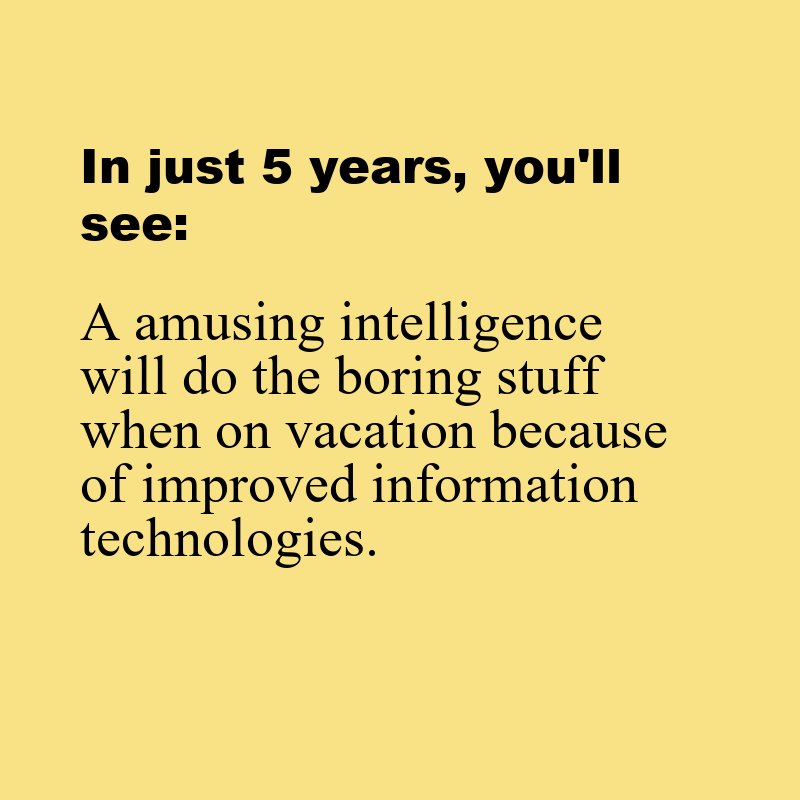 In just 5 years, you'll
see:
A amusing intelligence
will do the boring stuff
when on vacation because
of improved information
technologies.